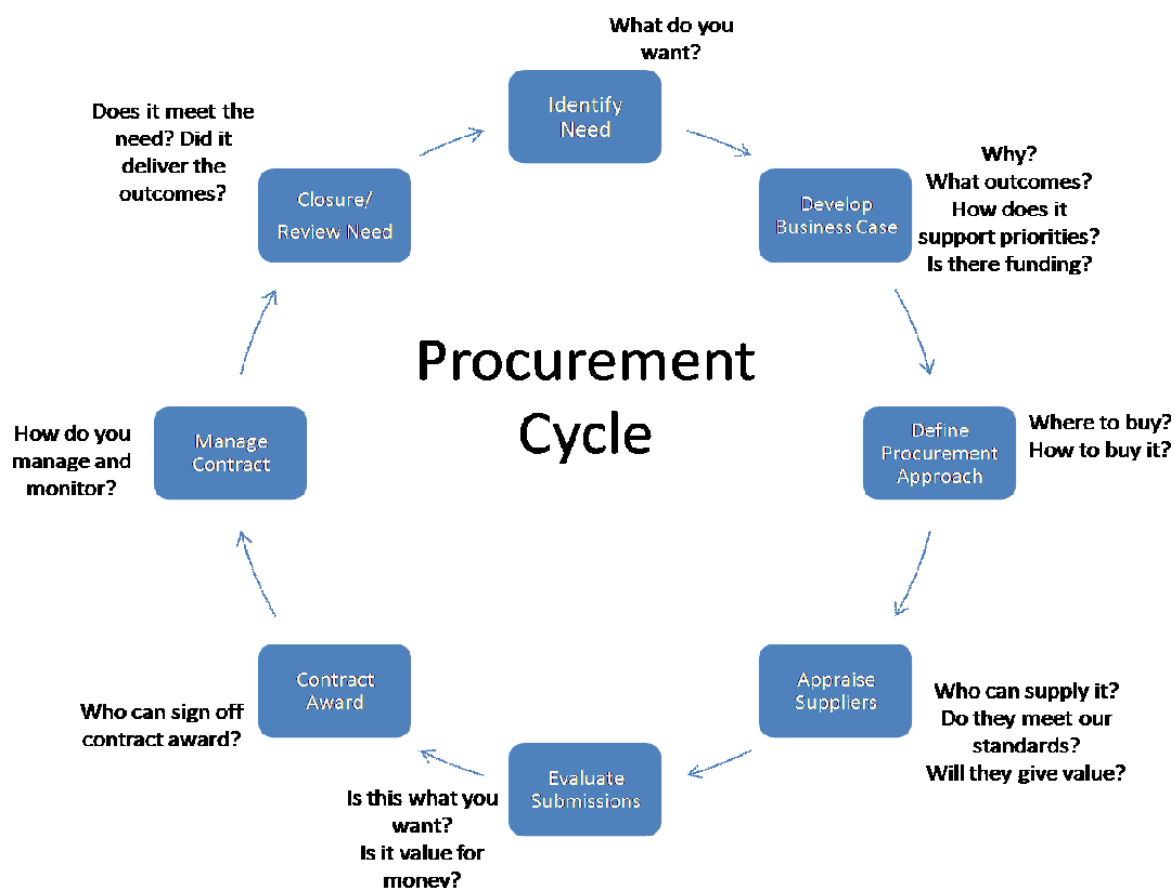 What do you
want?
Identify
Need
Why?
What outcomes?
How does it
support priorities?
Is there funding?
Develop
Business Case
Where to buy?
How to buy it?
Define
Procurement
Approach
Who can supply it?
Do they meet our
standards?
Will they give value?
Appraise
Suppliers
Evaluate
Submissions
Is this what you
want?
Is it value for
money?
Contract
Award
Who can sign off
contract award?
Manage
Contract
How do you
manage and
monitor?
Closure/
Review Need
Does it meet the
need? Did it
deliver the
outcomes?
Procurement
Cycle